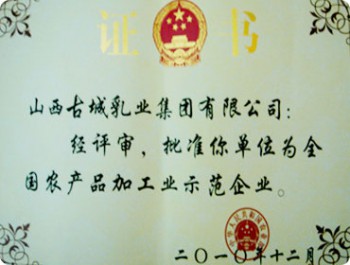 证书
山西古城乳业集团有限公司：
经评审，批准你单位为全
国农产品加工业示范企业。
二〇一〇年十二月